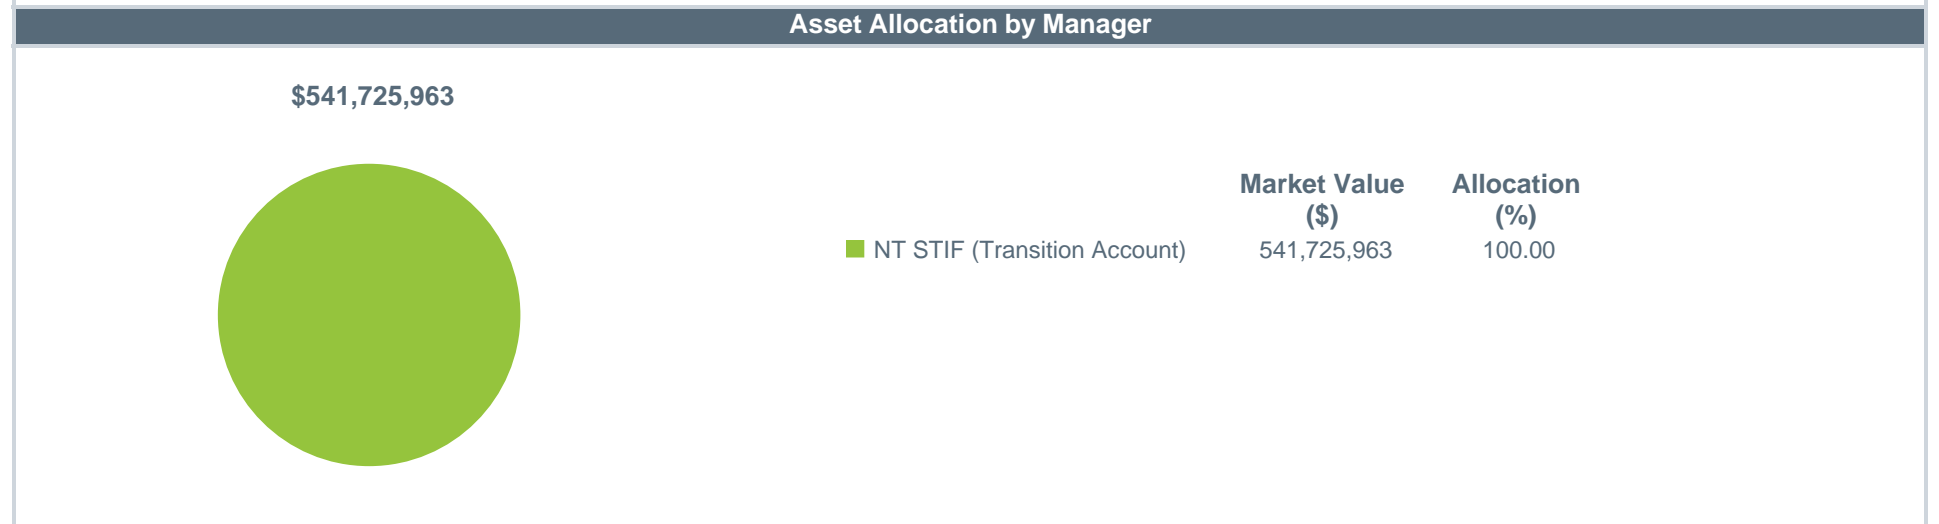 Asset Allocation by Manager
$541,725,963
Market Value Allocation
($) (%)
NT STIF (Transition Account) 541,725,963 100.00